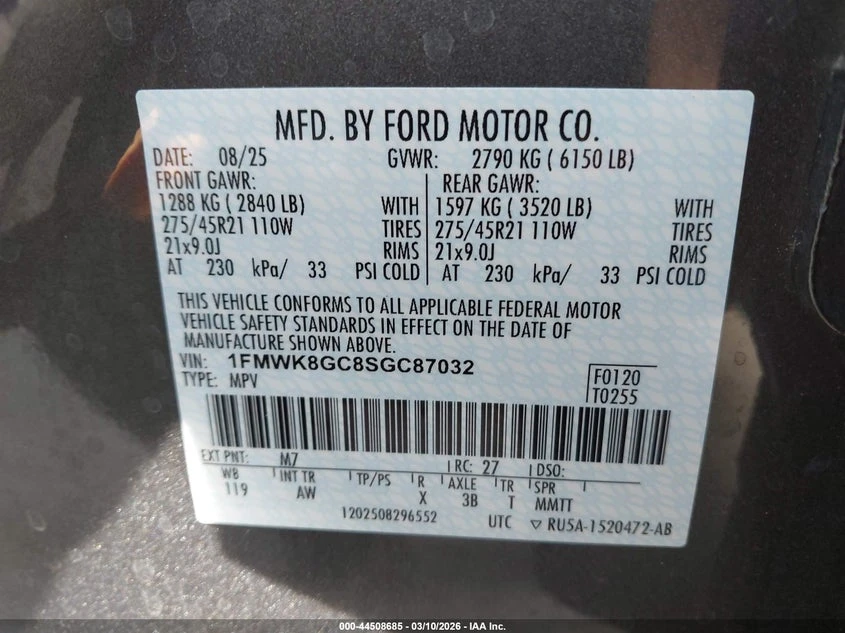 MFD. BY FORD MOTOR CO.
DATE: 08/25 GVWR: 2790 KG ( 6150 LB)
FRONT GAWR: REAR GAWR:
1288 KG ( 2840 LB) WITH 1597 KG ( 3520 LB) WITH
275/45R21 110W TIRES 275/45R21 110W TIRES
21x9.0J RIMS 21x9.0J RIMS
AT 230 kPa/ 33 PSI COLD AT 230 kPa/ 33 PSI COLD
THIS VEHICLE CONFORMS TO ALL APPLICABLE FEDERAL MOTOR
VEHICLE SAFETY STANDARDS IN EFFECT ON THE DATE OF
MANUFACTURE SHOWN ABOVE.
VIN: 1FMWK8GC8SGC87032
TYPE: MPV
F0120
T0255
EXT PNT: M7 RC: 27 DSO:
WB INT TR TP/PS R AXLE TR SPR
119 AW X 3B T MMTT
1202508296552 UTC ▽ RU5A-1520472-AB
000-44508685 - 03/10/2026 - IAA Inc.